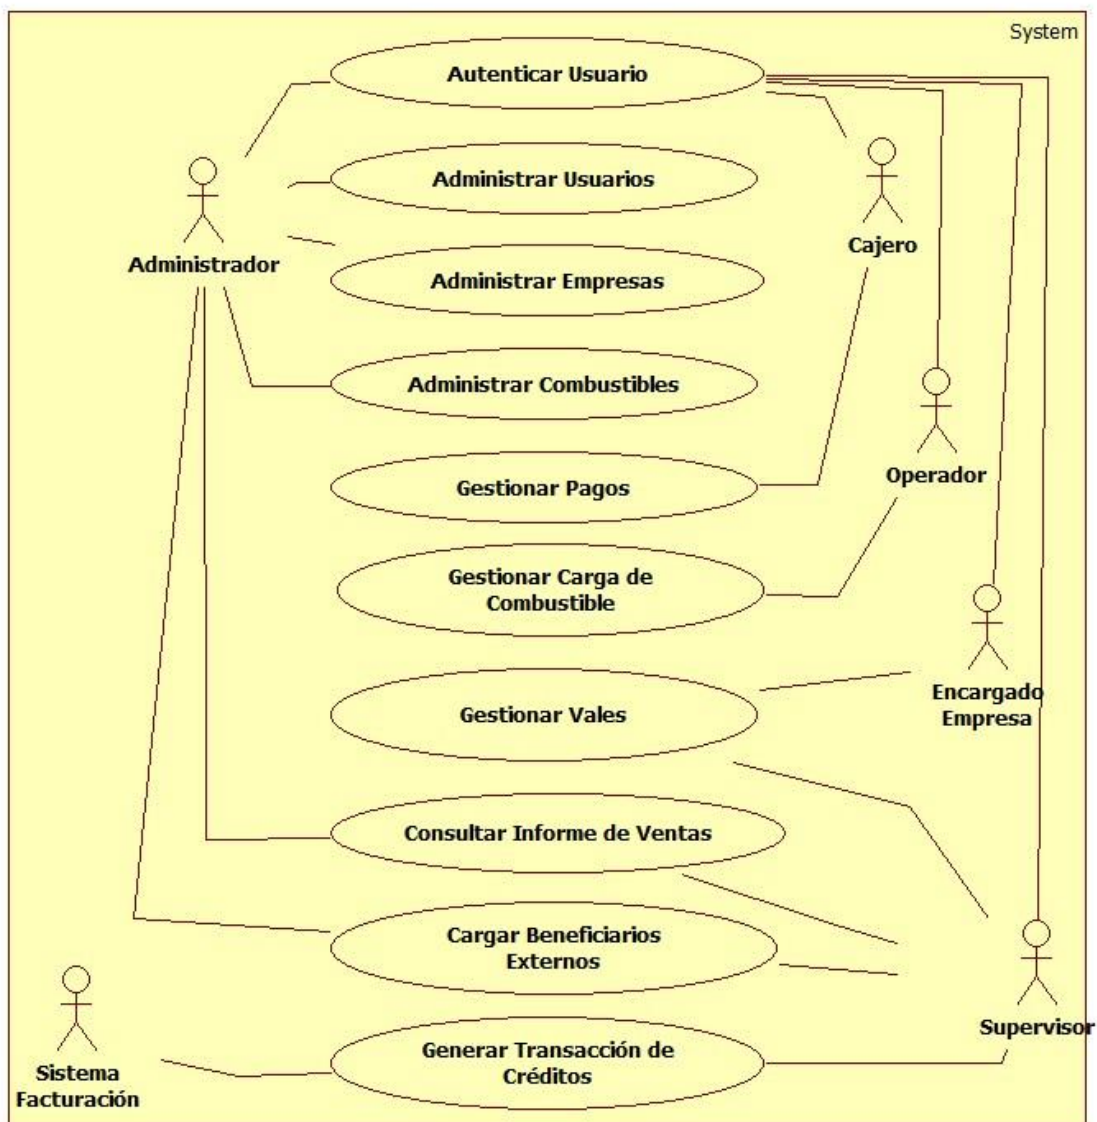 System
Autenticar Usuario
Administrar Usuarios
Cajero
Administrador
Administrar Empresas
Administrar Combustibles
Operador
Gestionar Pagos
Gestionar Carga de
Combustible
Encargado
Empresa
Gestionar Vales
Consultar Informe de Ventas
Cargar Beneficiarios
Externos
Supervisor
Generar Transacción de
Créditos
Sistema
Facturación